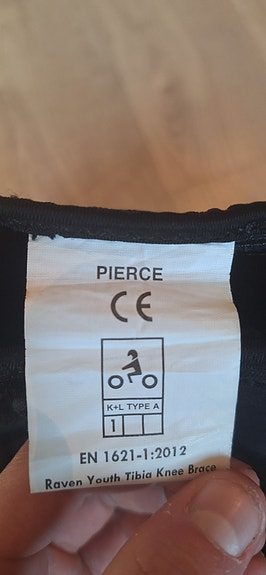 PIERCE
CE
K+L TYPE A
1
EN 1621-1:2012
Raven Youth Tibia Knee Brace